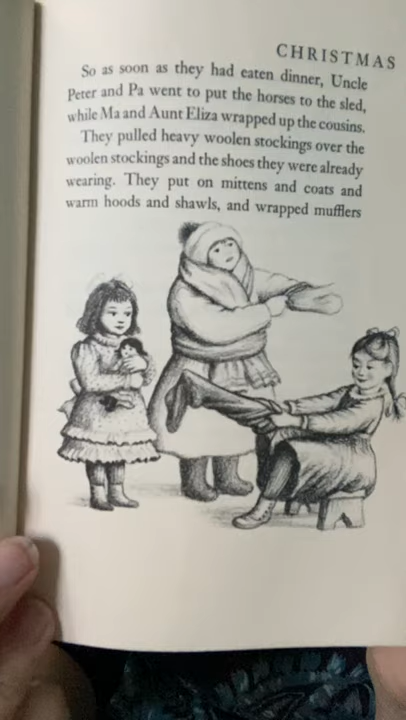 CHRISTMAS
So as soon as they had eaten dinner, Uncle
Peter and Pa went to put the horses to the sled,
while Ma and Aunt Eliza wrapped up the cousins.
They pulled heavy woolen stockings over the
woolen stockings and the shoes they were already
wearing. They put on mittens and coats and
warm hoods and shawls, and wrapped mufflers